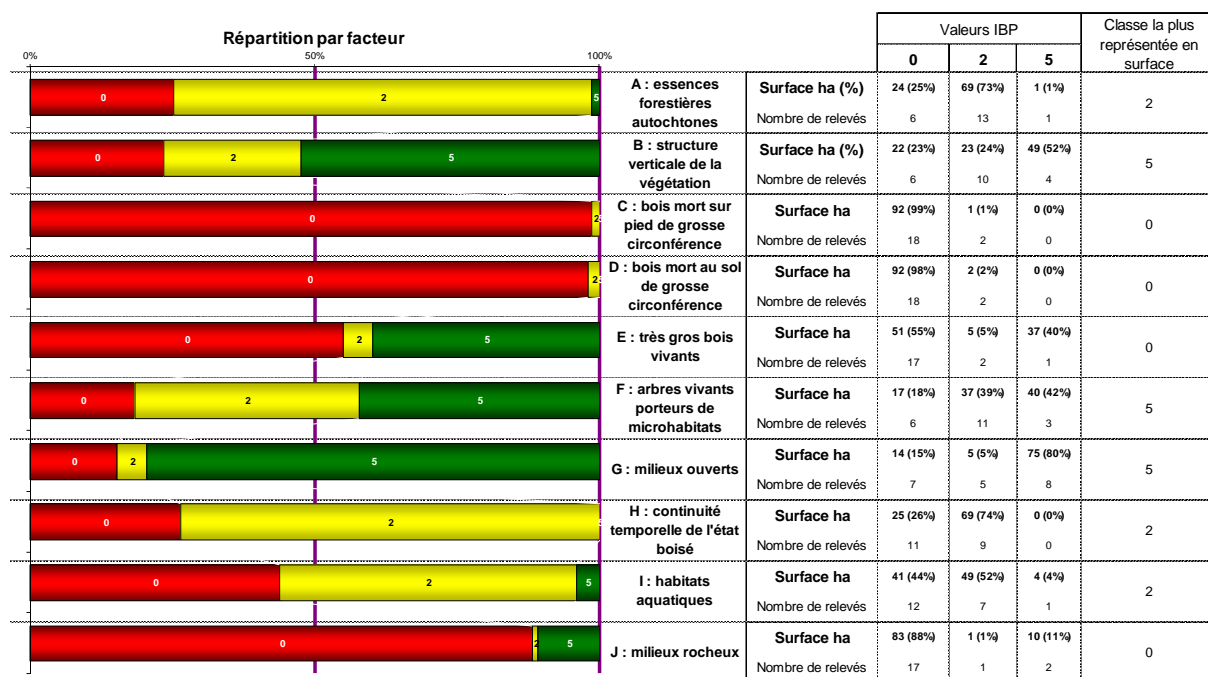 Répartition par facteur
0% 50% 100%
Valeurs IBP
Classe la plus
représentée en
surface
0 2 5
0 2 5
A : essences
forestières
autochtones
Surface ha (%) 24 (25%) 69 (73%) 1 (1%)
Nombre de relevés 6 13 1
2
0 2 5
B : structure
verticale de la
végétation
Surface ha (%) 22 (23%) 23 (24%) 49 (52%)
Nombre de relevés 6 10 4
5
0 2
C : bois mort sur
pied de grosse
circonférence
Surface ha 92 (99%) 1 (1%) 0 (0%)
Nombre de relevés 18 2 0
0
0 2
D : bois mort au sol
de grosse
circonférence
Surface ha 92 (98%) 2 (2%) 0 (0%)
Nombre de relevés 18 2 0
0
0 2 5
E : très gros bois
vivants
Surface ha 51 (55%) 5 (5%) 37 (40%)
Nombre de relevés 17 2 1
0
0 2 5
F : arbres vivants
porteurs de
microhabitats
Surface ha 17 (18%) 37 (39%) 40 (42%)
Nombre de relevés 6 11 3
5
0 2 5
G : milieux ouverts
Surface ha 14 (15%) 5 (5%) 75 (80%)
Nombre de relevés 7 5 8
5
0 2
H : continuité
temporelle de l'état
boisé
Surface ha 25 (26%) 69 (74%) 0 (0%)
Nombre de relevés 11 9 0
2
0 2 5
I : habitats
aquatiques
Surface ha 41 (44%) 49 (52%) 4 (4%)
Nombre de relevés 12 7 1
2
0 2 5
J : milieux rocheux
Surface ha 83 (88%) 1 (1%) 10 (11%)
Nombre de relevés 17 1 2
0